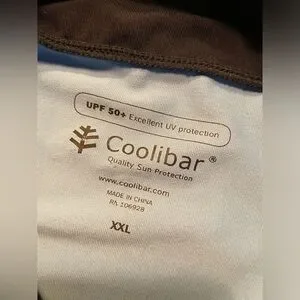 UPF 50+ Excellent UV protection
Coolibar®
Quality Sun Protection
www.coolibar.com
MADE IN CHINA
RN 106928
XXL